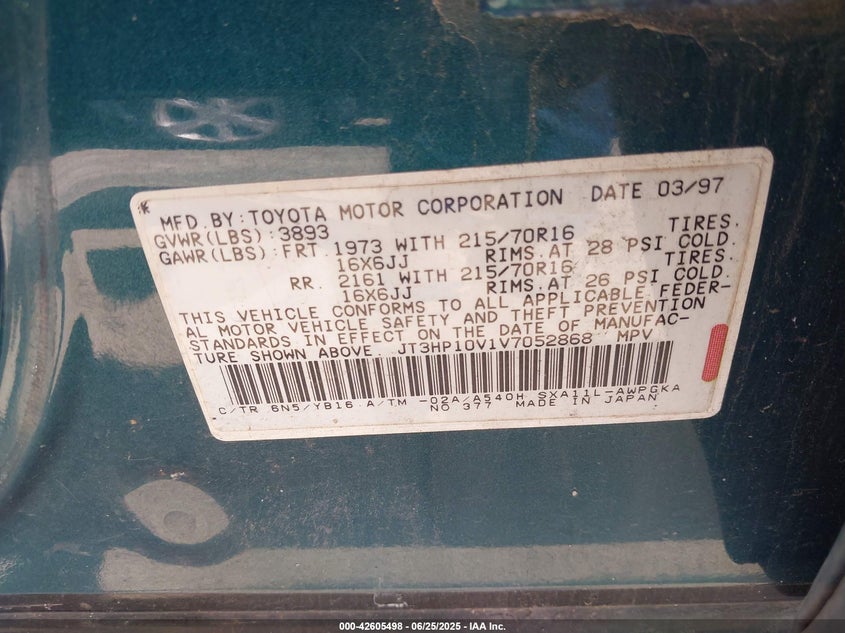 * MFD BY:TOYOTA MOTOR CORPORATION DATE 03/97
GVWR(LBS):3893
GAWR(LBS):FRT 1973 WITH 215/70R16 TIRES,
16X6JJ RIMS,AT 28 PSI COLD.
RR. 2161 WITH 215/70R16 TIRES,
16X6JJ RIMS,AT 26 PSI COLD.
THIS VEHICLE CONFORMS TO ALL APPLICABLE FEDER-
AL MOTOR VEHICLE SAFETY AND THEFT PREVENTION
STANDARDS IN EFFECT ON THE DATE OF MANUFAC-
TURE SHOWN ABOVE. JT3HP10V1V7052868 MPV
C/TR 6N5/YB16 A/TM -02A/A540H SXA11L-AWPGKA
NO 377 MADE IN JAPAN
000-42605498 - 06/25/2025 - IAA Inc.